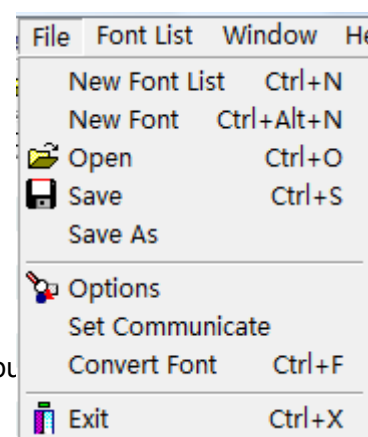 File Font List Window He
New Font List Ctrl+N
New Font Ctrl+Alt+N
Open Ctrl+O
Save Ctrl+S
Save As
Options
Set Communicate
Convert Font Ctrl+F
Exit Ctrl+X